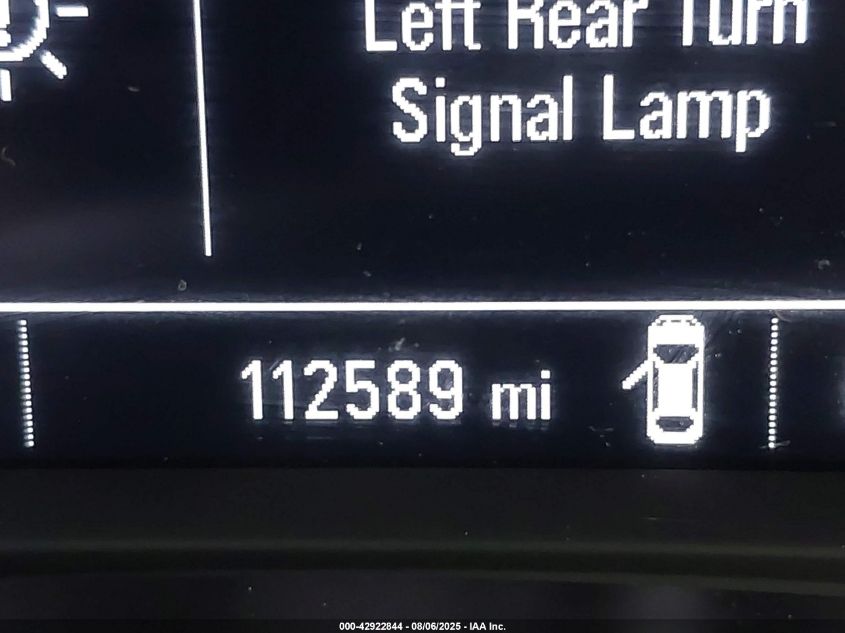 Left Rear Turn
Signal Lamp
112589 mi
000-42922844 - 08/06/2025 - IAA Inc.